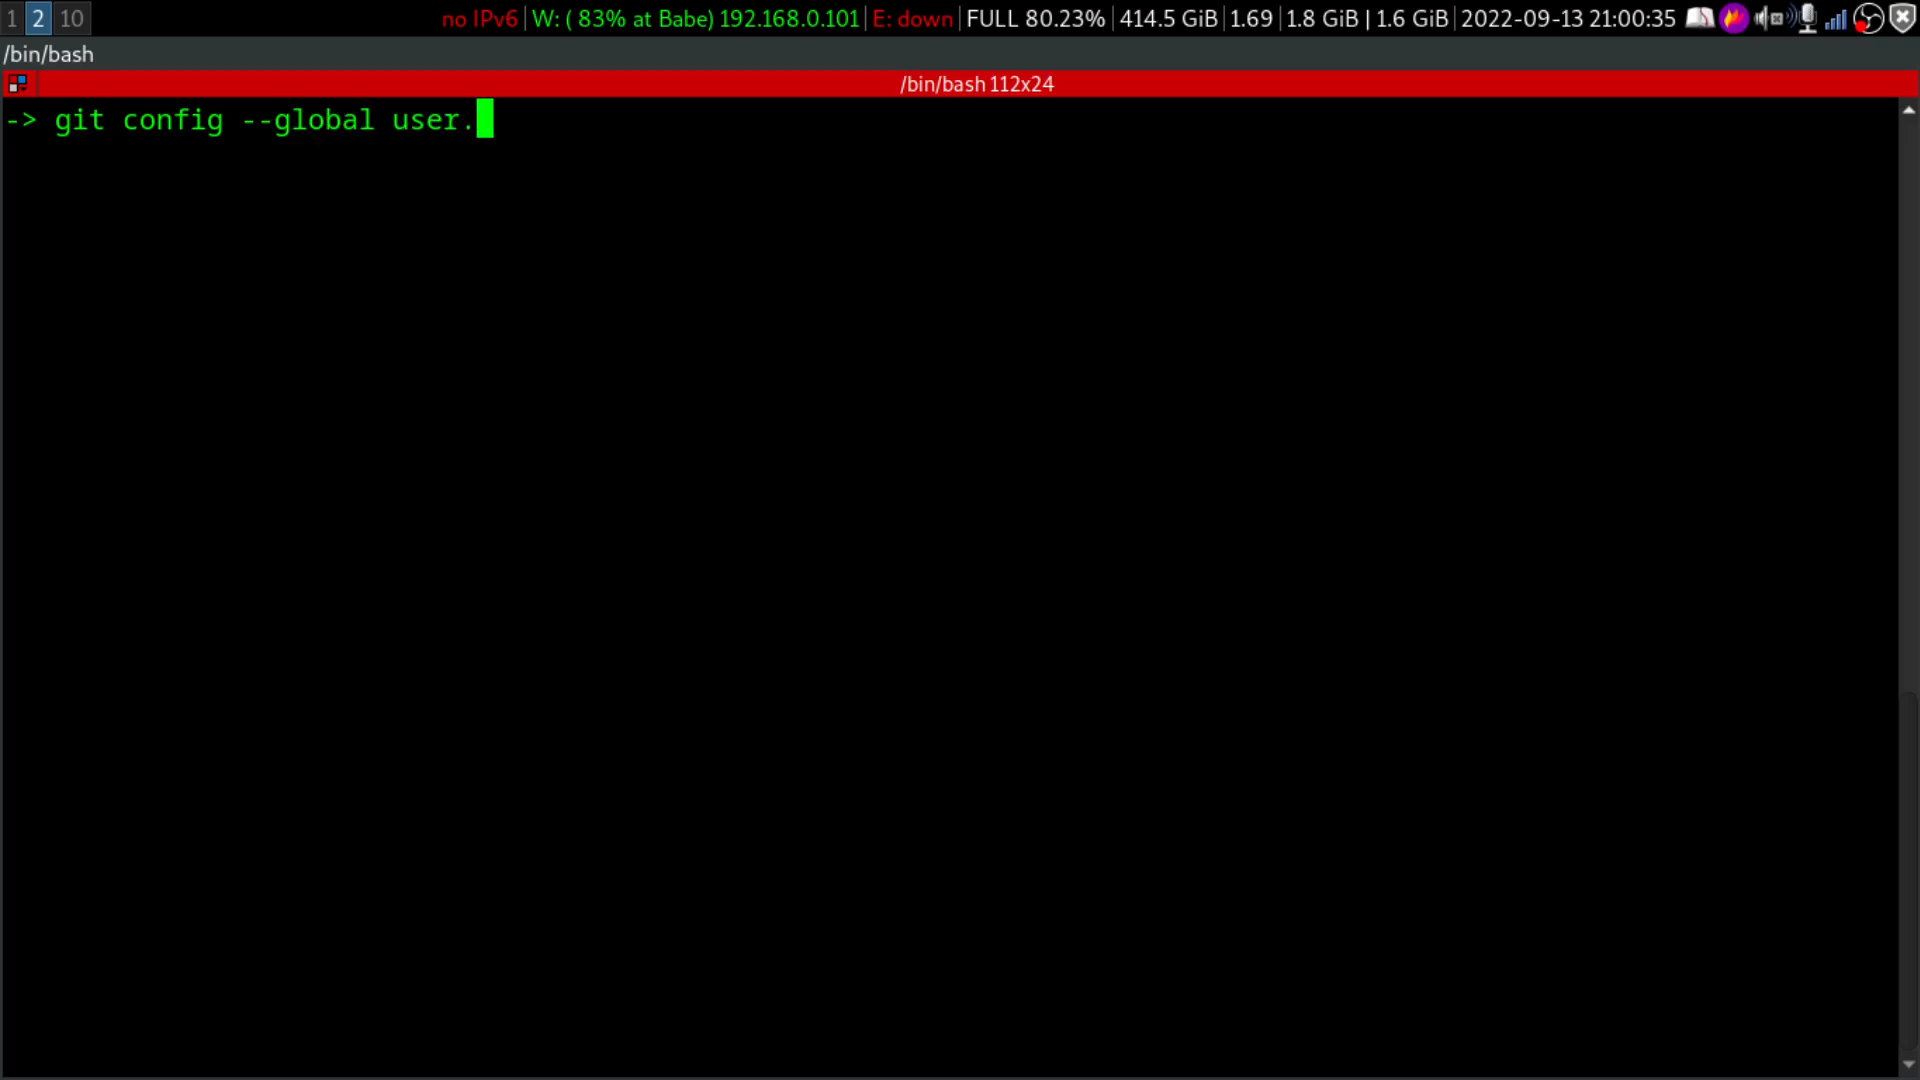 1 2 10 no IPv6 W: ( 83% at Babe) 192.168.0.101 E: down FULL 80.23% 414.5 GiB 1.69 1.8 GiB | 1.6 GiB 2022-09-13 21:00:35
/bin/bash
/bin/bash 112x24
-> git config --global user.